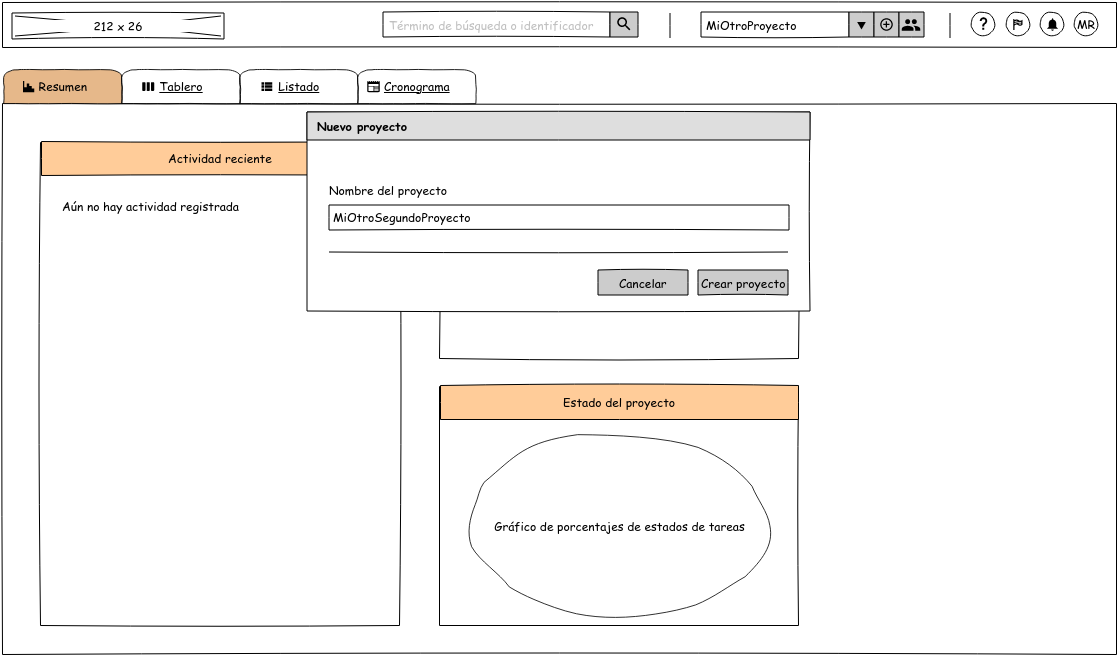 212 x 26
Término de búsqueda o identificador
MiOtroProyecto
?
MR
Resumen
Tablero
Listado
Cronograma
Nuevo proyecto
Actividad reciente
Nombre del proyecto
Aún no hay actividad registrada
MiOtroSegundoProyecto
Cancelar
Crear proyecto
Estado del proyecto
Gráfico de porcentajes de estados de tareas